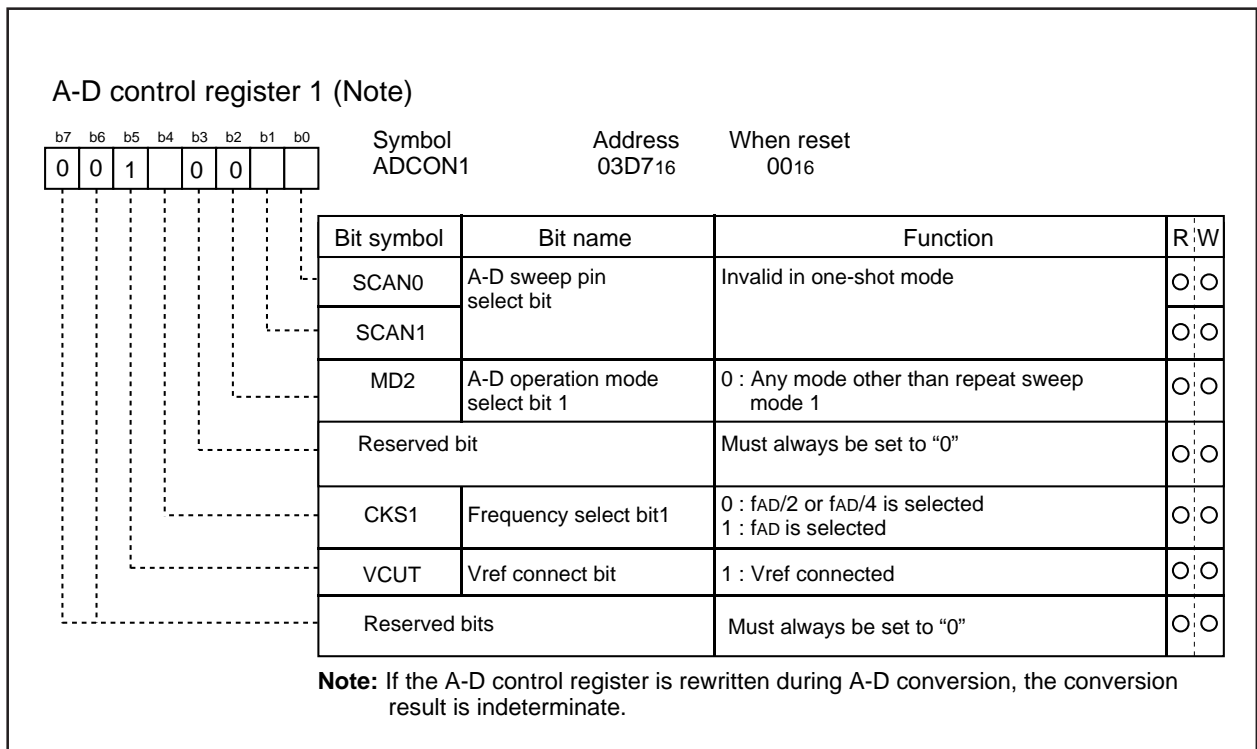 A-D control register 1 (Note)
b7 b6 b5 b4 b3 b2 b1 b0
Symbol Address When reset
0 0 1 0 0
ADCON1 03D716 0016
Bit symbol Bit name Function R W
SCAN0 A-D sweep pin select bit Invalid in one-shot mode
SCAN1
MD2 A-D operation mode select bit 1 0 : Any mode other than repeat sweep mode 1
Reserved bit Must always be set to “0”
CKS1 Frequency select bit1 0 : fAD/2 or fAD/4 is selected
1 : fAD is selected
VCUT Vref connect bit 1 : Vref connected
Reserved bits Must always be set to “0”
Note: If the A-D control register is rewritten during A-D conversion, the conversion
result is indeterminate.